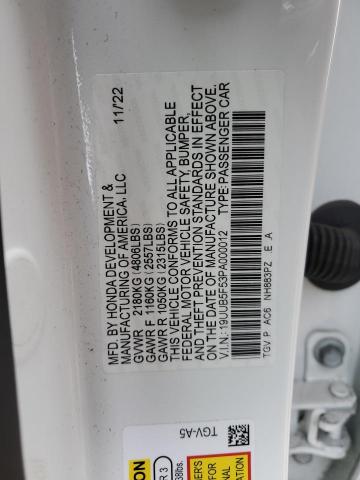 MFD. BY HONDA DEVELOPMENT &
MANUFACTURING OF AMERICA, LLC 11/22
GVWR 2180KG (4806LBS)
GAWR F 1160KG (2557LBS)
GAWR R 1050KG (2315LBS)
THIS VEHICLE CONFORMS TO ALL APPLICABLE
FEDERAL MOTOR VEHICLE SAFETY, BUMPER,
AND THEFT PREVENTION STANDARDS IN EFFECT
ON THE DATE OF MANUFACTURE SHOWN ABOVE.
V.I.N.: 19UUB5F53PA000012 TYPE:PASSENGER CAR
TGV P AC6 NH883PZ E A
TGV-A5